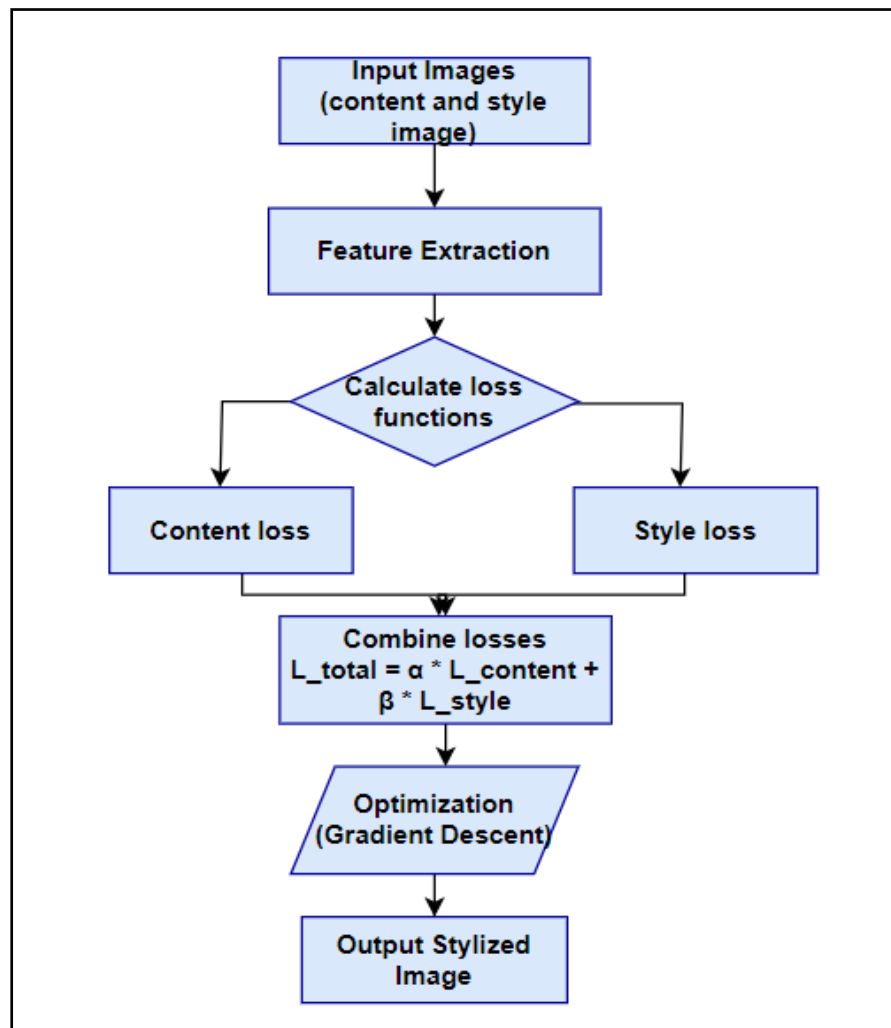 Input Images
(content and style
image)
Feature Extraction
Calculate loss
functions
Content loss
Style loss
Combine losses
L_total = α * L_content +
β * L_style
Optimization
(Gradient Descent)
Output Stylized
Image